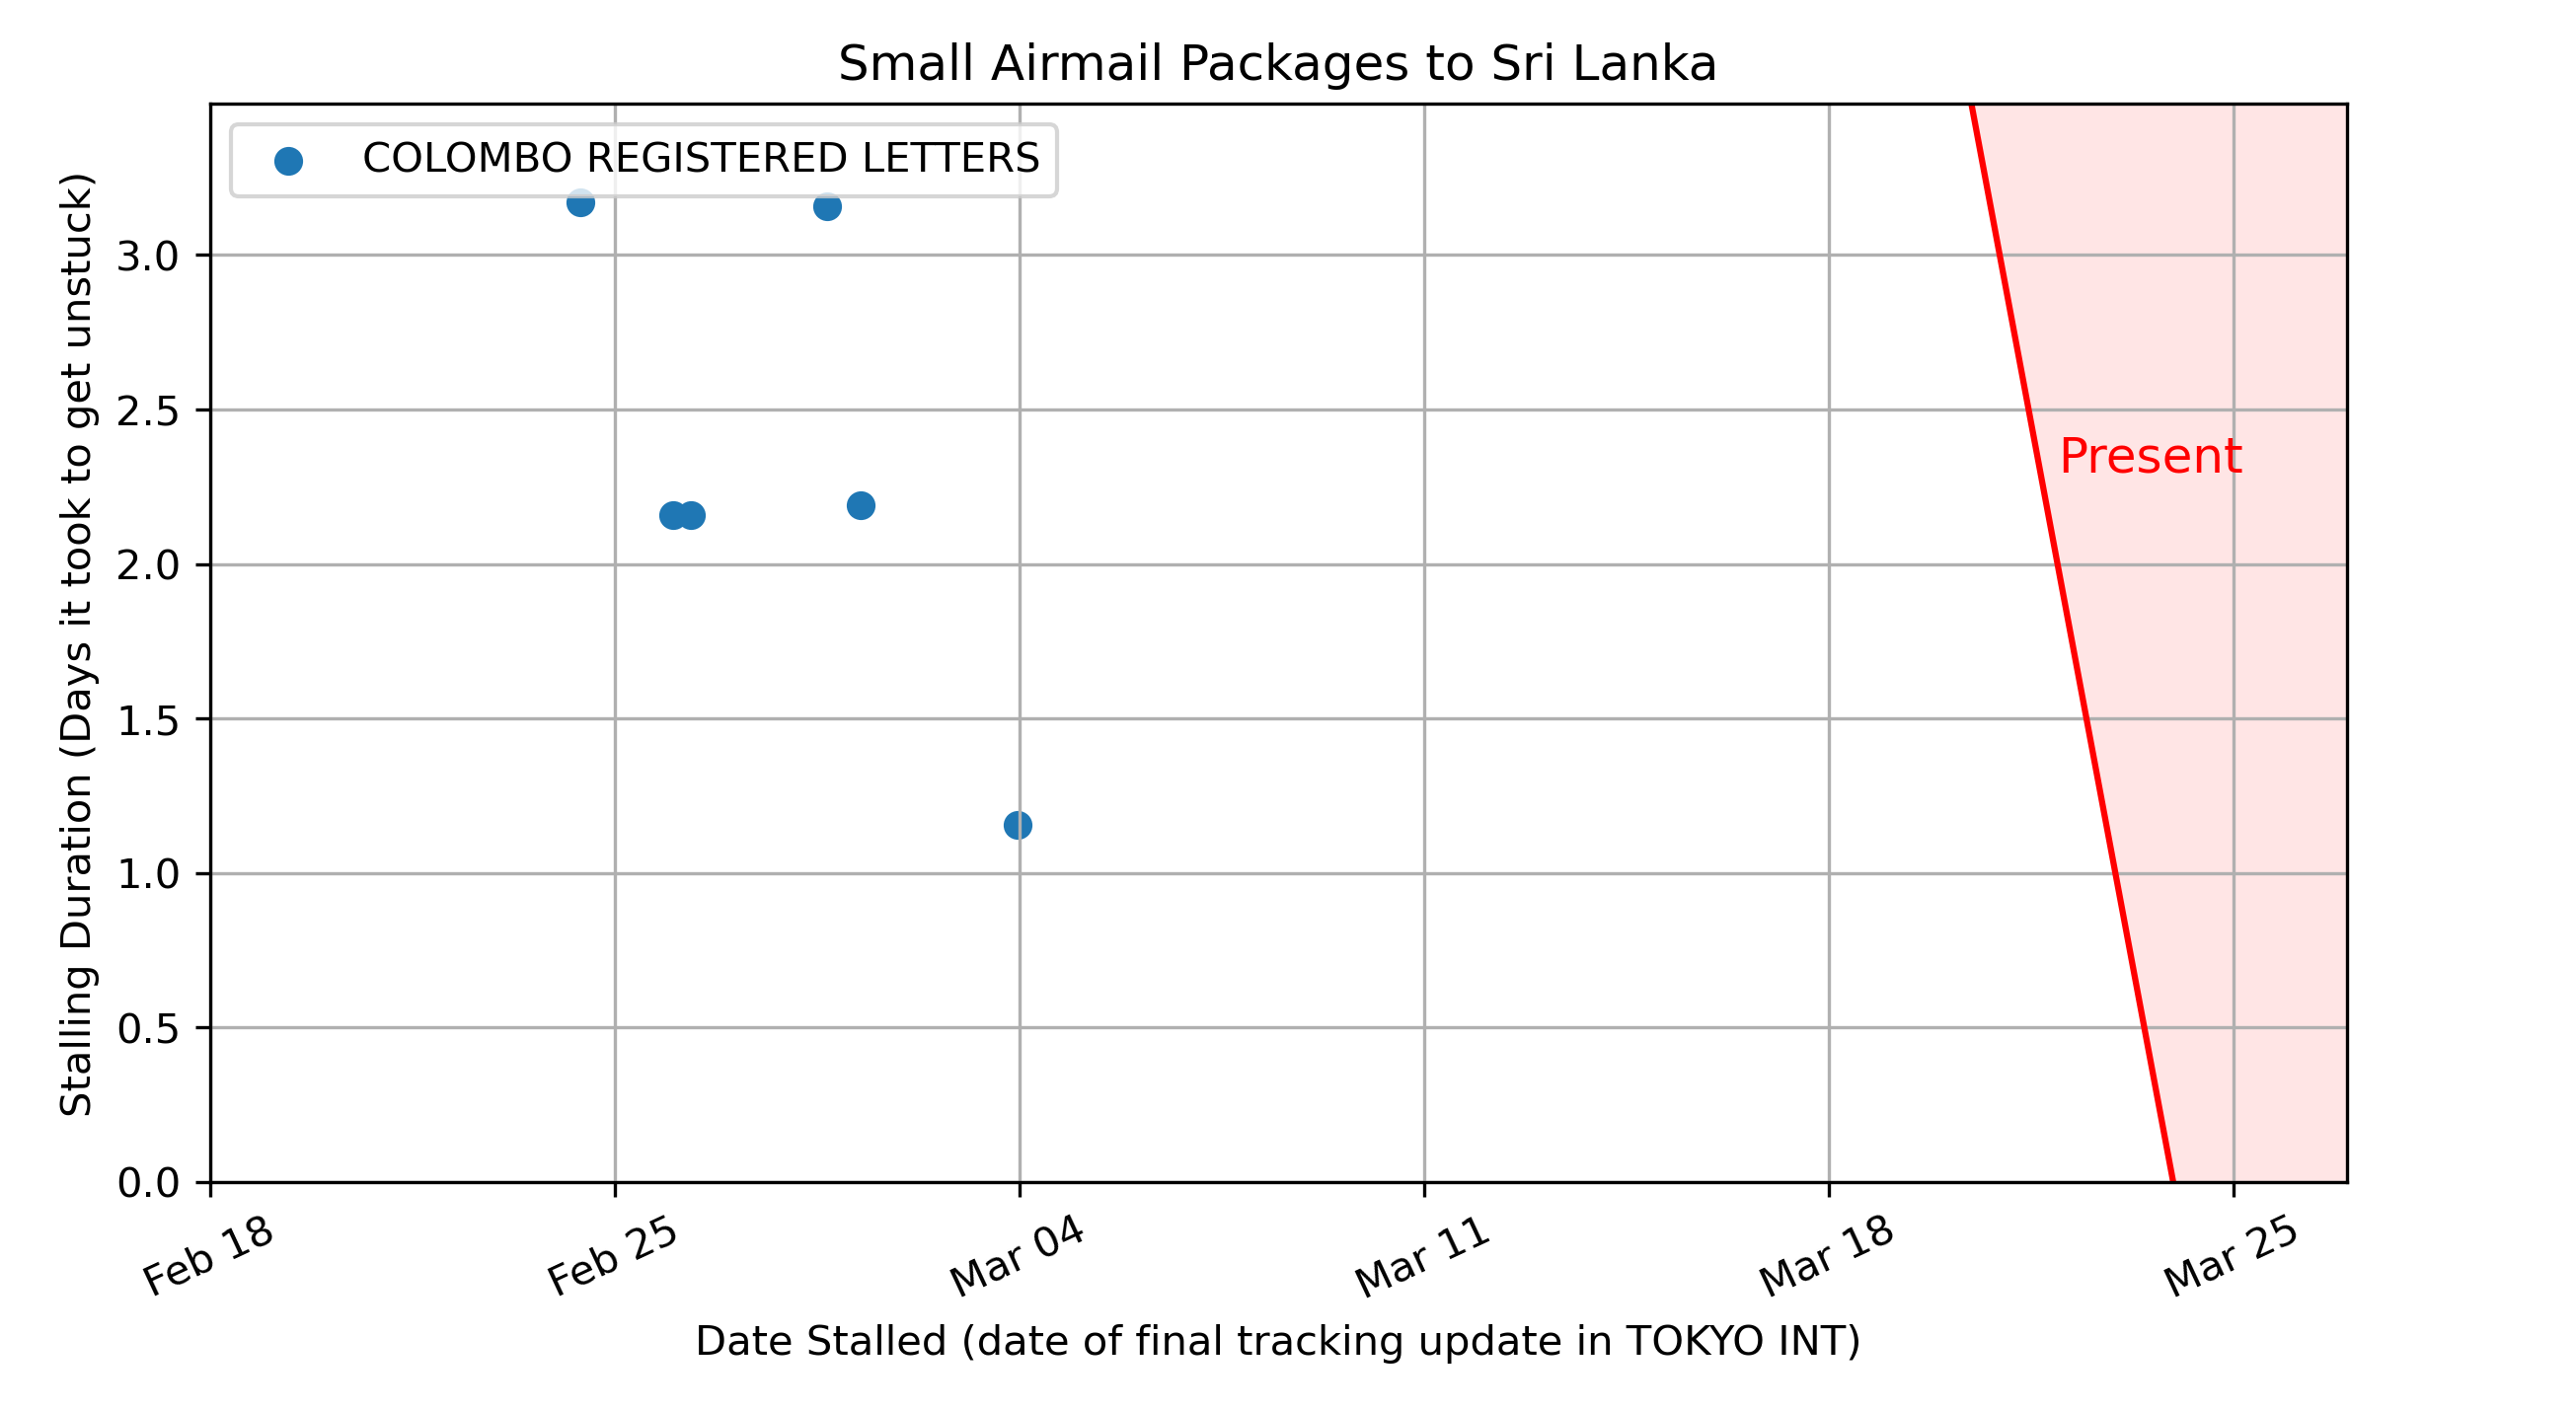 Small Airmail Packages to Sri Lanka
COLOMBO REGISTERED LETTERS
Stalling Duration (Days it took to get unstuck)
3.0
2.5
2.0
1.5
1.0
0.5
0.0
Present
Feb 18
Feb 25
Mar 04
Mar 11
Mar 18
Mar 25
Date Stalled (date of final tracking update in TOKYO INT)